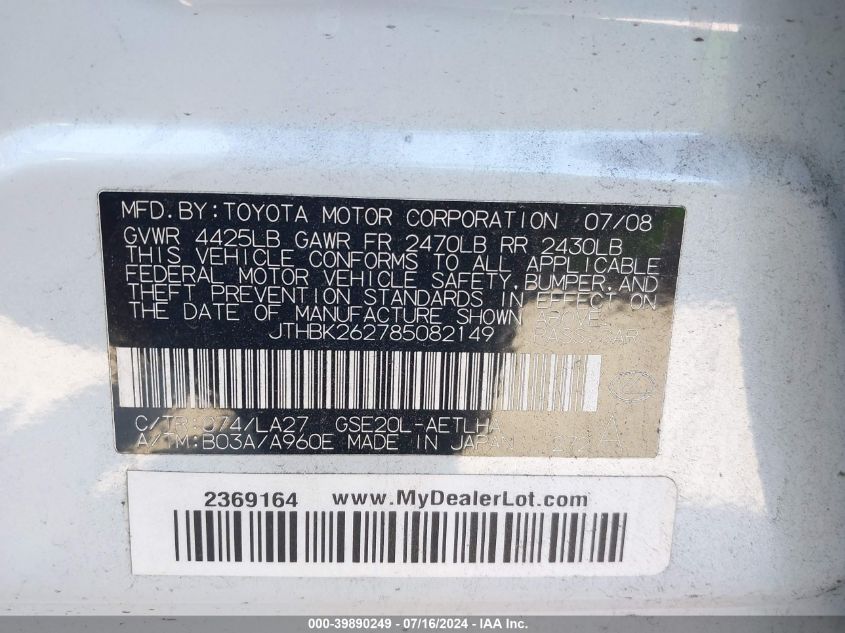 MFD. BY: TOYOTA MOTOR CORPORATION 07/08
GVWR 4425LB GAWR FR 2470LB RR 2430LB
THIS VEHICLE CONFORMS TO ALL APPLICABLE
FEDERAL MOTOR VEHICLE SAFETY, BUMPER, AND
THEFT PREVENTION STANDARDS IN EFFECT ON
THE DATE OF MANUFACTURE SHOWN ABOVE.
JTHBK262785082149 PASS. CAR
C/TR: 074/LA27 GSE20L-AETLHA
A/TM: B03A/A960E MADE IN JAPAN A
2369164 www.MyDealerLot.com
000-39890249 - 07/16/2024 - IAA Inc.